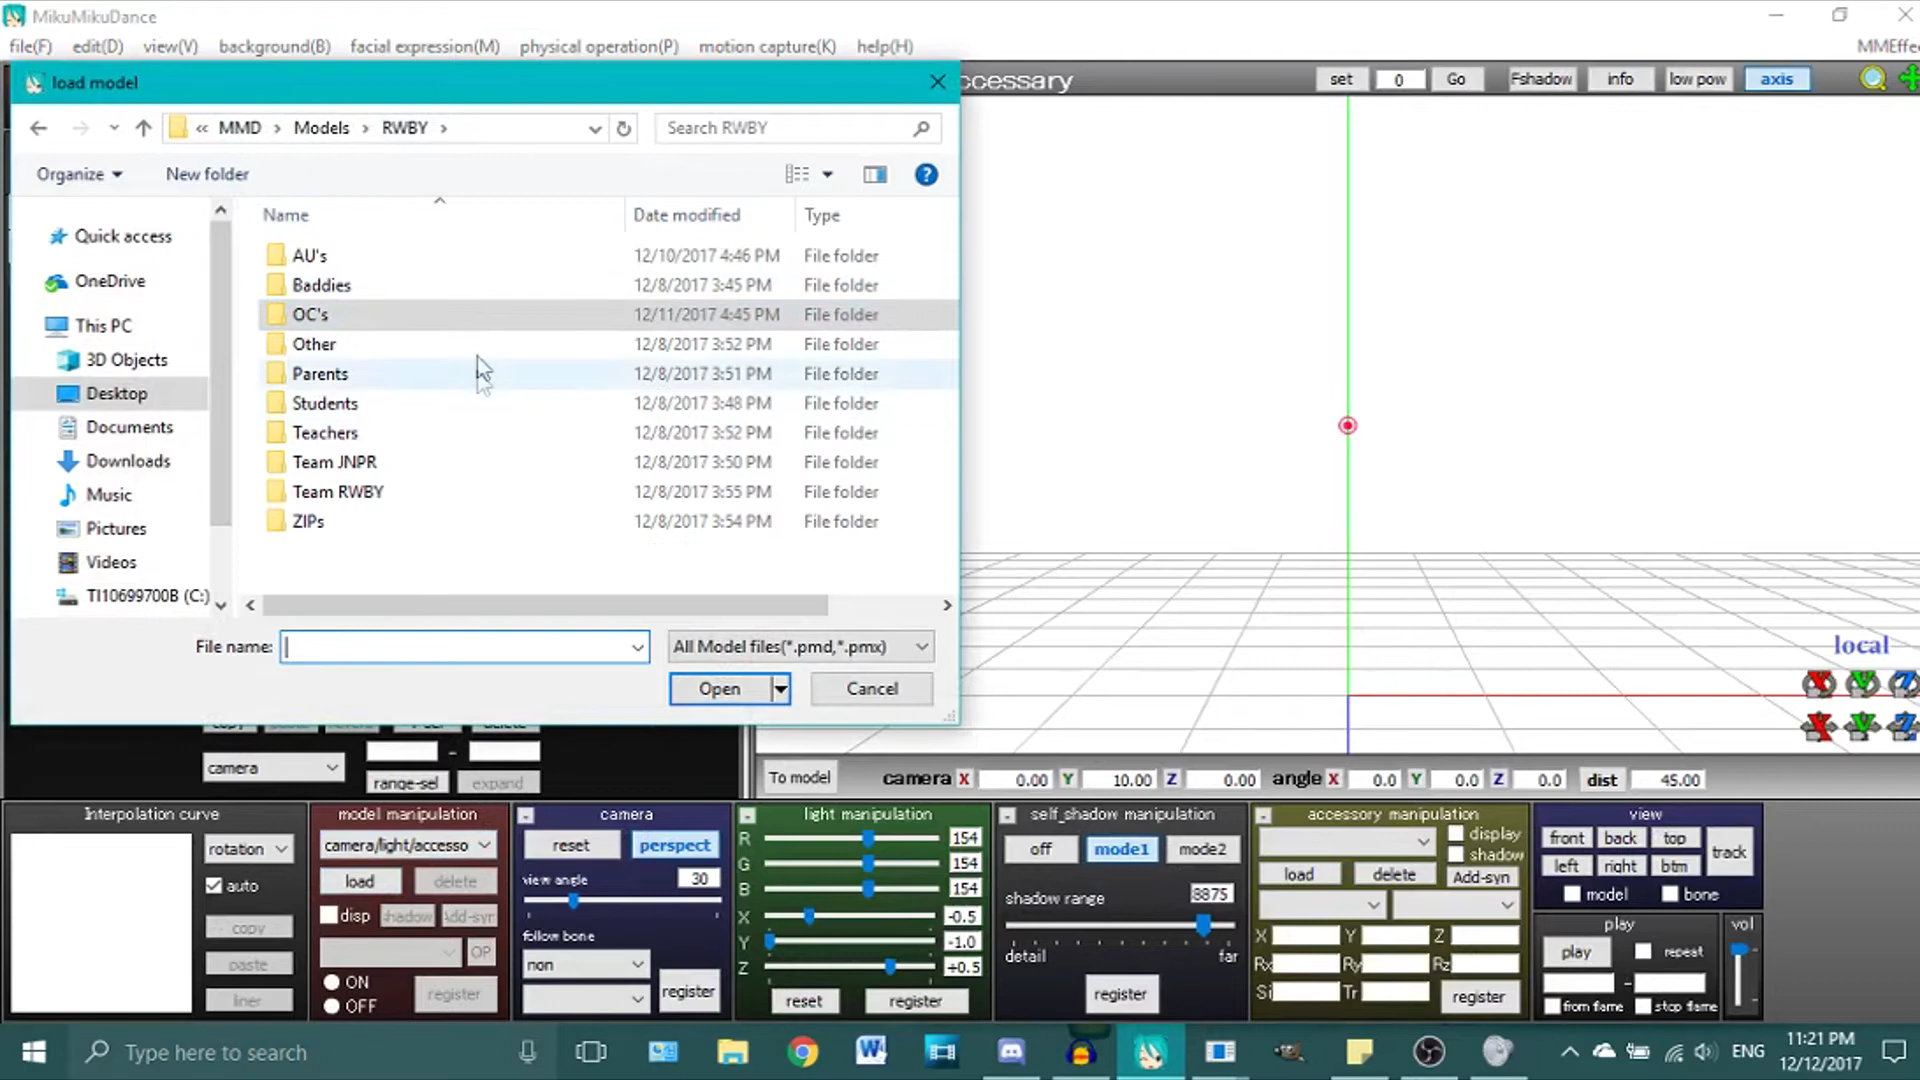 MikuMikuDance
file(F) edit(D) view(V) background(B) facial expression(M) physical operation(P) motion capture(K) help(H) MMEffe
load model
ccessary set 0 Go Fshadow info low pow axis
« MMD › Models › RWBY › Search RWBY
Organize New folder
Name Date modified Type
Quick access
OneDrive
This PC
3D Objects
Desktop
Documents
Downloads
Music
Pictures
Videos
TI10699700B (C:)
AU's 12/10/2017 4:46 PM File folder
Baddies 12/8/2017 3:45 PM File folder
OC's 12/11/2017 4:45 PM File folder
Other 12/8/2017 3:52 PM File folder
Parents 12/8/2017 3:51 PM File folder
Students 12/8/2017 3:48 PM File folder
Teachers 12/8/2017 3:52 PM File folder
Team JNPR 12/8/2017 3:50 PM File folder
Team RWBY 12/8/2017 3:55 PM File folder
ZIPs 12/8/2017 3:54 PM File folder
File name: All Model files(*.pmd,*.pmx)
Open Cancel
local
X Y Z
X Y Z
camera -
range-sel expand
To model camera X 0.00 Y 10.00 Z 0.00 angle X 0.0 Y 0.0 Z 0.0 dist 45.00
Interpolation curve
rotation
auto
copy
paste
liner
model manipulation
camera/light/accesso
load delete
disp shadow Add-syn
OP
ON
OFF
register
camera
reset perspect
view angle 30
follow bone
non
register
light manipulation
R 154
G 154
B 154
X -0.5
Y -1.0
Z +0.5
reset register
self_shadow manipulation
off mode1 mode2
shadow range 8875
detail far
register
accessory manipulation
display
shadow
load delete Add-syn
X Y Z
Rx Ry Rz
Si Tr register
view
front back top
left right btm
track
model bone
play
play repeat
-
from flame stop flame
vol
Type here to search
ENG
11:21 PM
12/12/2017